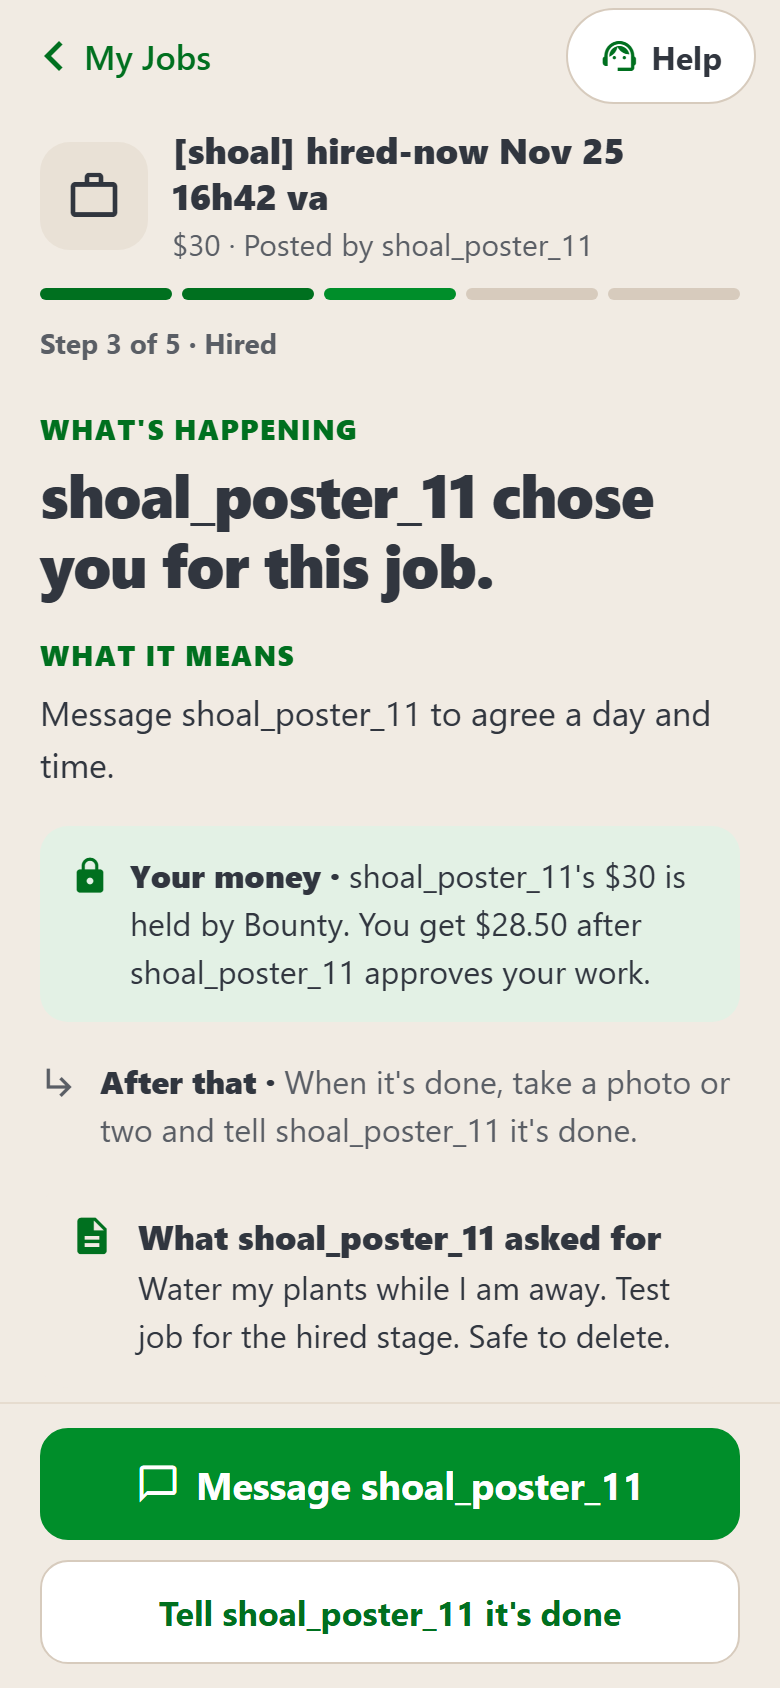 My Jobs
Help
[shoal] hired-now Nov 25
16h42 va
$30 · Posted by shoal_poster_11
Step 3 of 5 · Hired
WHAT'S HAPPENING
shoal_poster_11 chose
you for this job.
WHAT IT MEANS
Message shoal_poster_11 to agree a day and
time.
Your money · shoal_poster_11's $30 is
held by Bounty. You get $28.50 after
shoal_poster_11 approves your work.
After that · When it's done, take a photo or
two and tell shoal_poster_11 it's done.
What shoal_poster_11 asked for
Water my plants while I am away. Test
job for the hired stage. Safe to delete.
Message shoal_poster_11
Tell shoal_poster_11 it's done